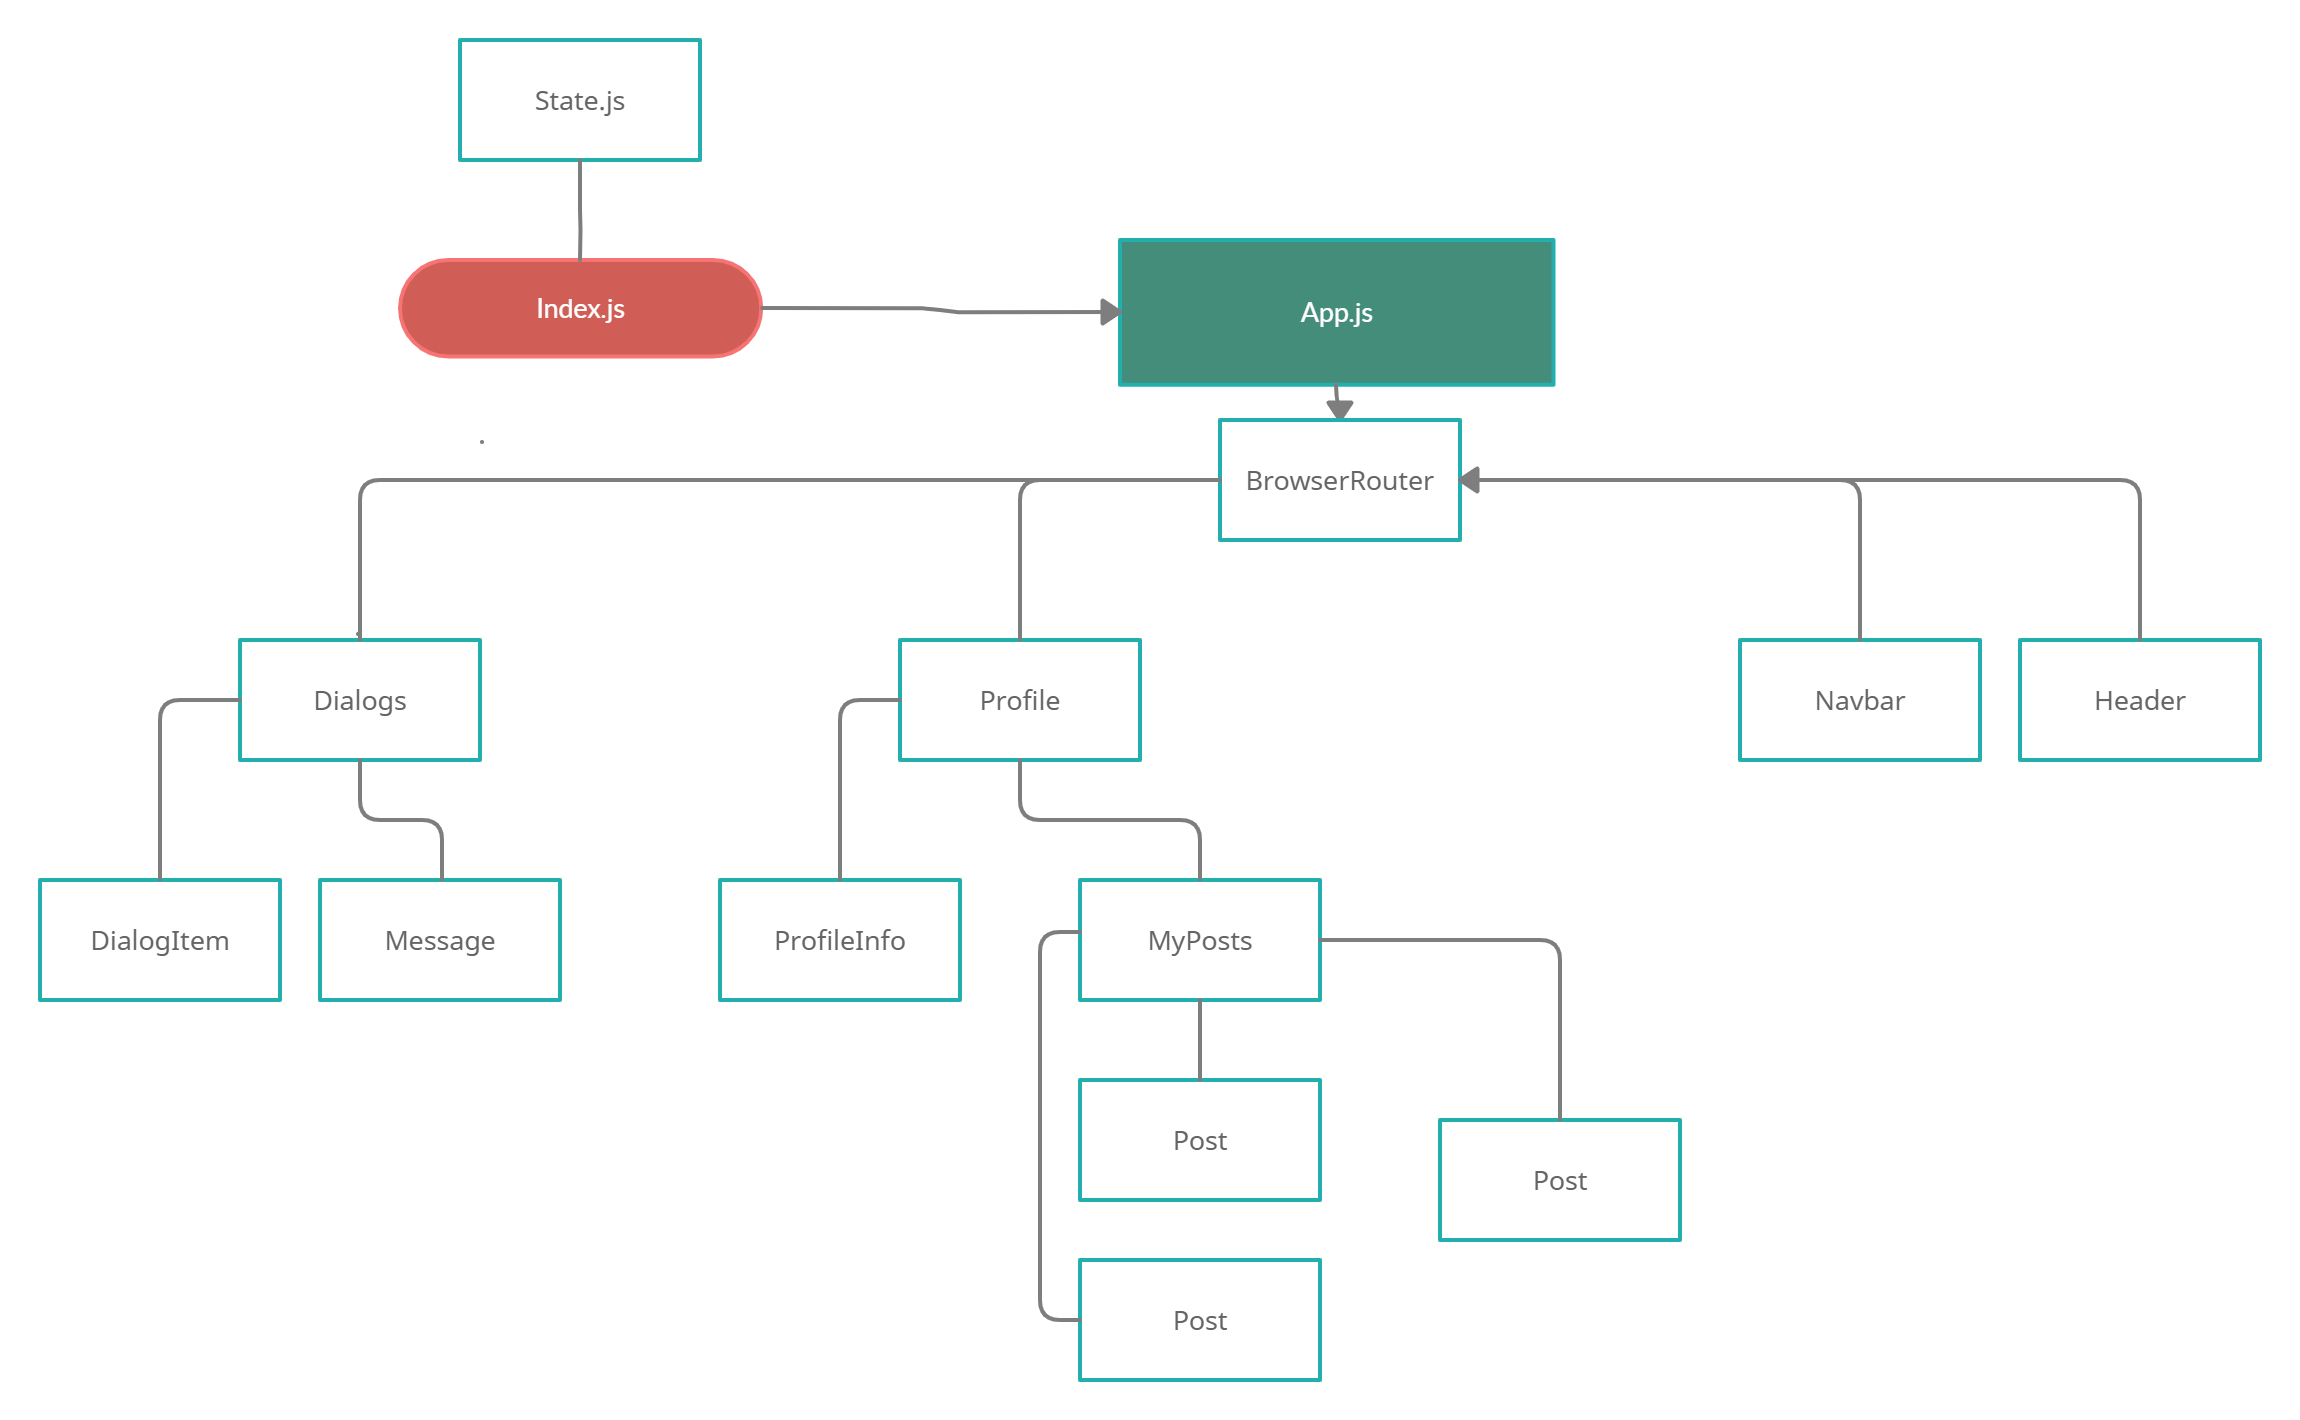 State.js
Index.js
App.js
BrowserRouter
Dialogs
Profile
Navbar
Header
DialogItem
Message
ProfileInfo
MyPosts
Post
Post
Post